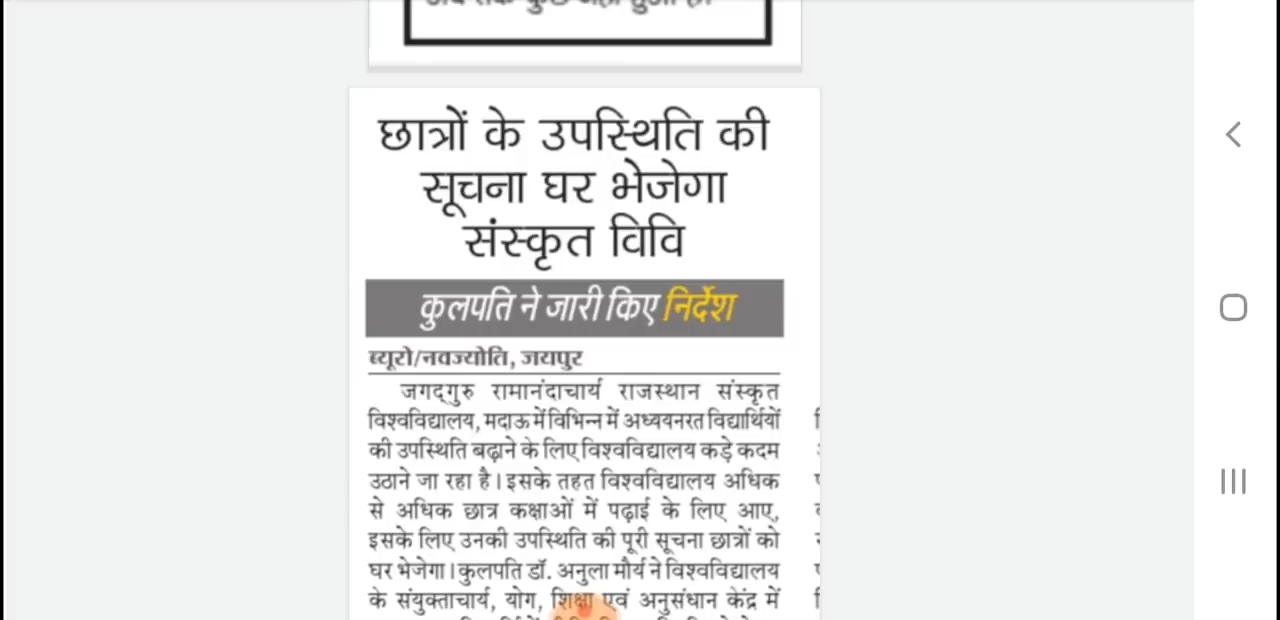 छात्रों के उपस्थिति की
सूचना घर भेजेगा
संस्कृत विवि
कुलपति ने जारी किए निर्देश
ब्यूरो/नवज्योति, जयपुर
जगद्गुरु रामानंदाचार्य राजस्थान संस्कृत
विश्वविद्यालय, मदाऊ में विभिन्न में अध्ययनरत विद्यार्थियों
की उपस्थिति बढ़ाने के लिए विश्वविद्यालय कड़े कदम
उठाने जा रहा है। इसके तहत विश्वविद्यालय अधिक
से अधिक छात्र कक्षाओं में पढ़ाई के लिए आए,
इसके लिए उनकी उपस्थिति की पूरी सूचना छात्रों को
घर भेजेगा। कुलपति डॉ. अनुला मौर्य ने विश्वविद्यालय
के संयुक्ताचार्य, योग, शिक्षा एवं अनुसंधान केंद्र में